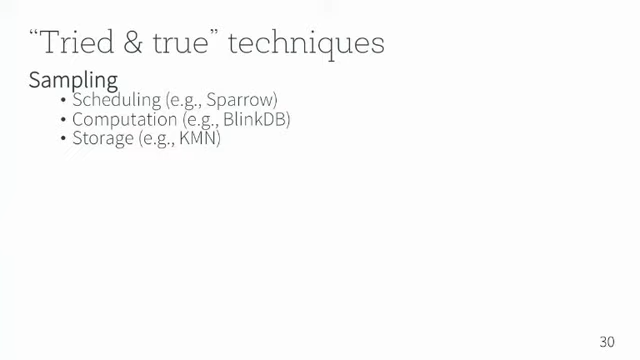 “Tried & true” techniques
Sampling
• Scheduling (e.g., Sparrow)
• Computation (e.g., BlinkDB)
• Storage (e.g., KMN)
30